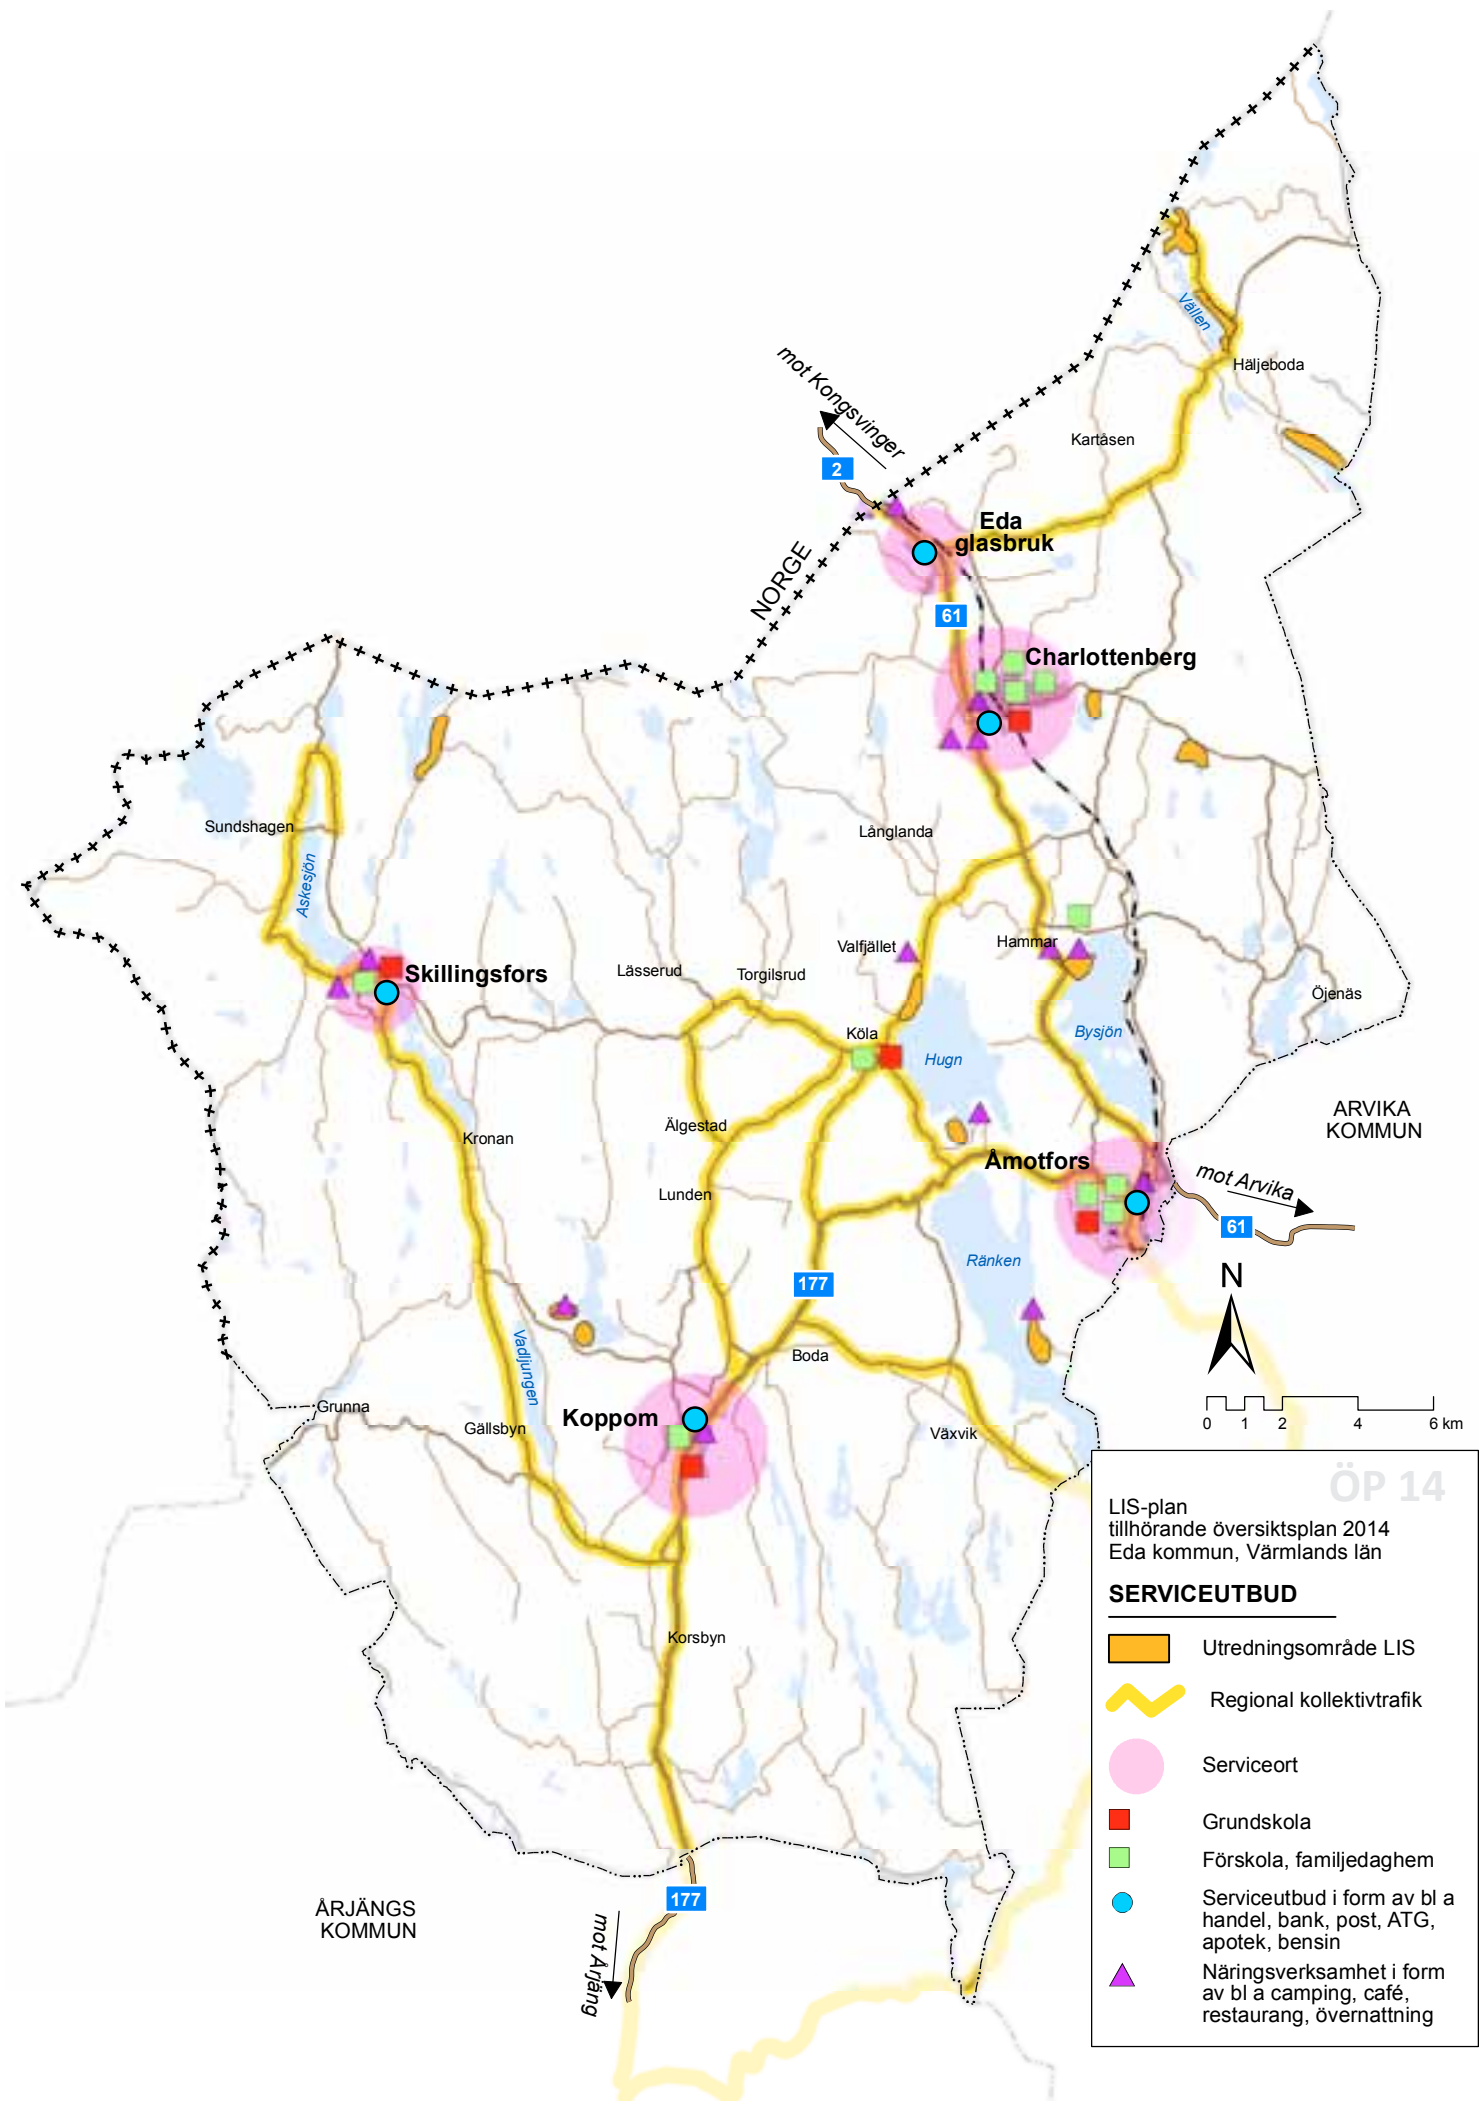 Vällen
Häljeboda
mot Kongsvinger
Kartåsen
2
Eda
glasbruk
NORGE
61
Charlottenberg
Sundshagen
Långlanda
Askesjön
Valfjället
Hammar
Skillingsfors
Lässerud
Torgilsrud
Öjenäs
Köla
Bysjön
Hugn
ARVIKA
KOMMUN
Älgestad
Kronan
Åmotfors
mot Arvika
Lunden
61
Ränken
N
177
Vadljungen
Boda
Grunna
Koppom
Gällsbyn
Växvik
0 1 2 4 6 km
ÖP 14
LIS-plan
tillhörande översiktsplan 2014
Eda kommun, Värmlands län
SERVICEUTBUD
Utredningsområde LIS
Korsbyn
Regional kollektivtrafik
Serviceort
Grundskola
Förskola, familjedaghem
Serviceutbud i form av bl a
handel, bank, post, ATG,
apotek, bensin
Näringsverksamhet i form
av bl a camping, café,
restaurang, övernattning
177
ÅRJÄNGS
KOMMUN
mot Årjäng